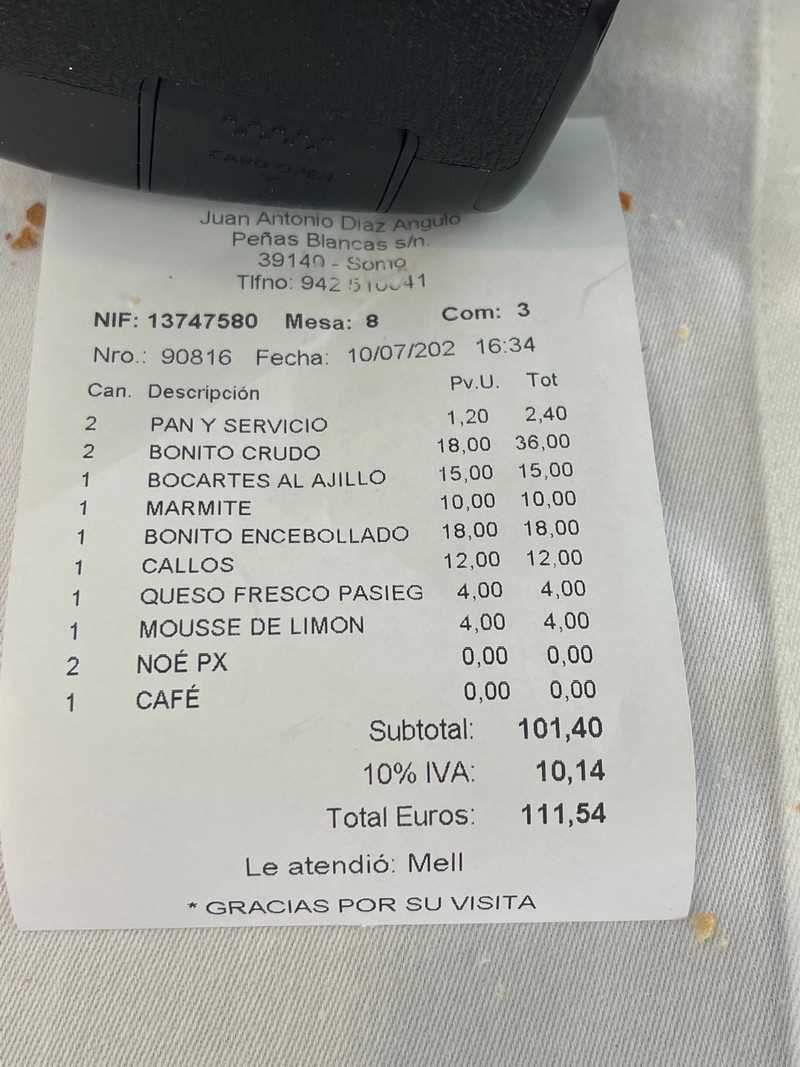 CARD OPEN
Juan Antonio Diaz Angulo
Peñas Blancas s/n.
39140 - Somo
Tlfno: 942
NIF: 13747580 Mesa: 8 Com: 3
Nro.: 90816 Fecha: 10/07/202 16:34
Can. Descripción Pv.U. Tot
2 PAN Y SERVICIO 1,20 2,40
2 BONITO CRUDO 18,00 36,00
1 BOCARTES AL AJILLO 15,00 15,00
1 MARMITE 10,00 10,00
1 BONITO ENCEBOLLADO 18,00 18,00
1 CALLOS 12,00 12,00
1 QUESO FRESCO PASIEG 4,00 4,00
1 MOUSSE DE LIMON 4,00 4,00
2 NOÉ PX 0,00 0,00
1 CAFÉ 0,00 0,00
Subtotal: 101,40
10% IVA: 10,14
Total Euros: 111,54
Le atendió: Mell
* GRACIAS POR SU VISITA